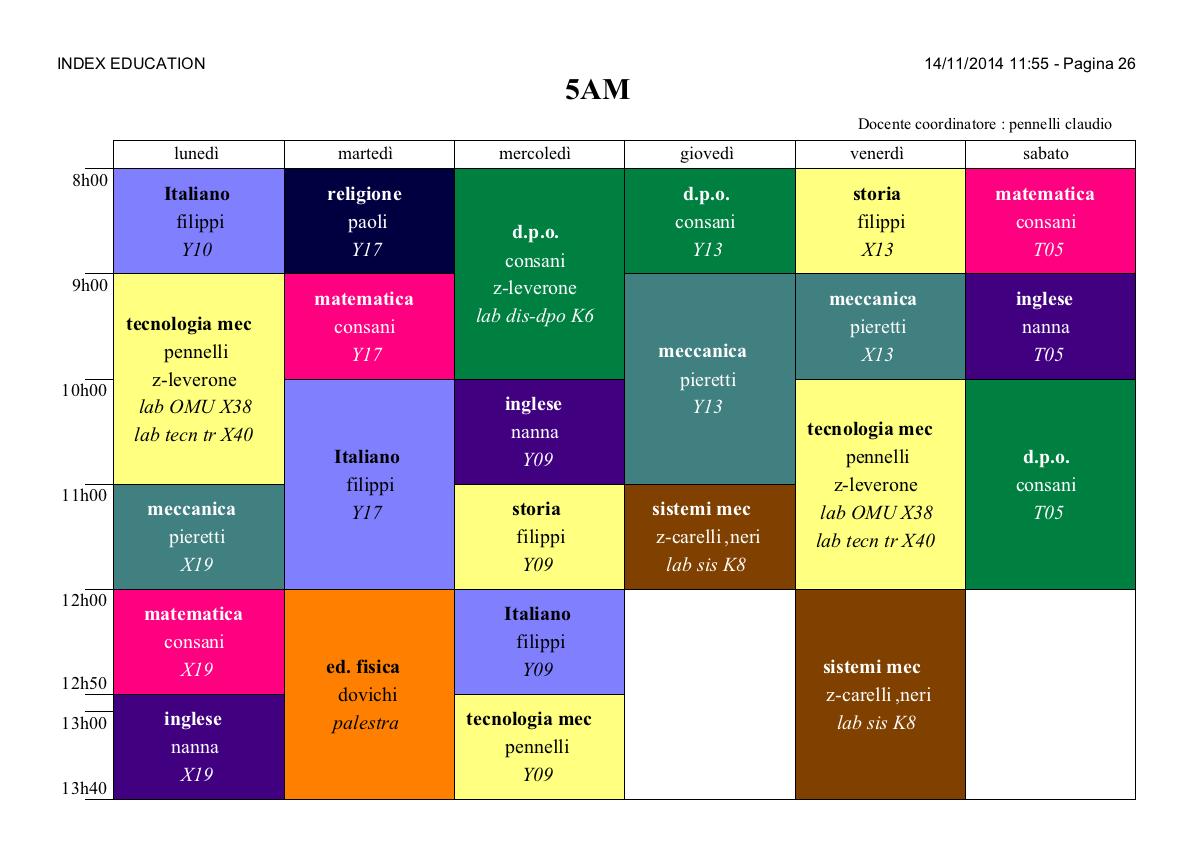 INDEX EDUCATION
14/11/2014 11:55 - Pagina 26
5AM
Docente coordinatore : pennelli claudio
lunedì
martedì
mercoledì
giovedì
venerdì
sabato
8h00
9h00
10h00
11h00
12h00
12h50
13h00
13h40
Italiano
filippi
Y10
tecnologia mec
pennelli
z-leverone
lab OMU X38
lab tecn tr X40
meccanica
pieretti
X19
matematica
consani
X19
inglese
nanna
X19
religione
paoli
Y17
matematica
consani
Y17
Italiano
filippi
Y17
ed. fisica
dovichi
palestra
d.p.o.
consani
z-leverone
lab dis-dpo K6
inglese
nanna
Y09
storia
filippi
Y09
Italiano
filippi
Y09
tecnologia mec
pennelli
Y09
d.p.o.
consani
Y13
meccanica
pieretti
Y13
sistemi mec
z-carelli ,neri
lab sis K8
storia
filippi
X13
meccanica
pieretti
X13
tecnologia mec
pennelli
z-leverone
lab OMU X38
lab tecn tr X40
sistemi mec
z-carelli ,neri
lab sis K8
matematica
consani
T05
inglese
nanna
T05
d.p.o.
consani
T05